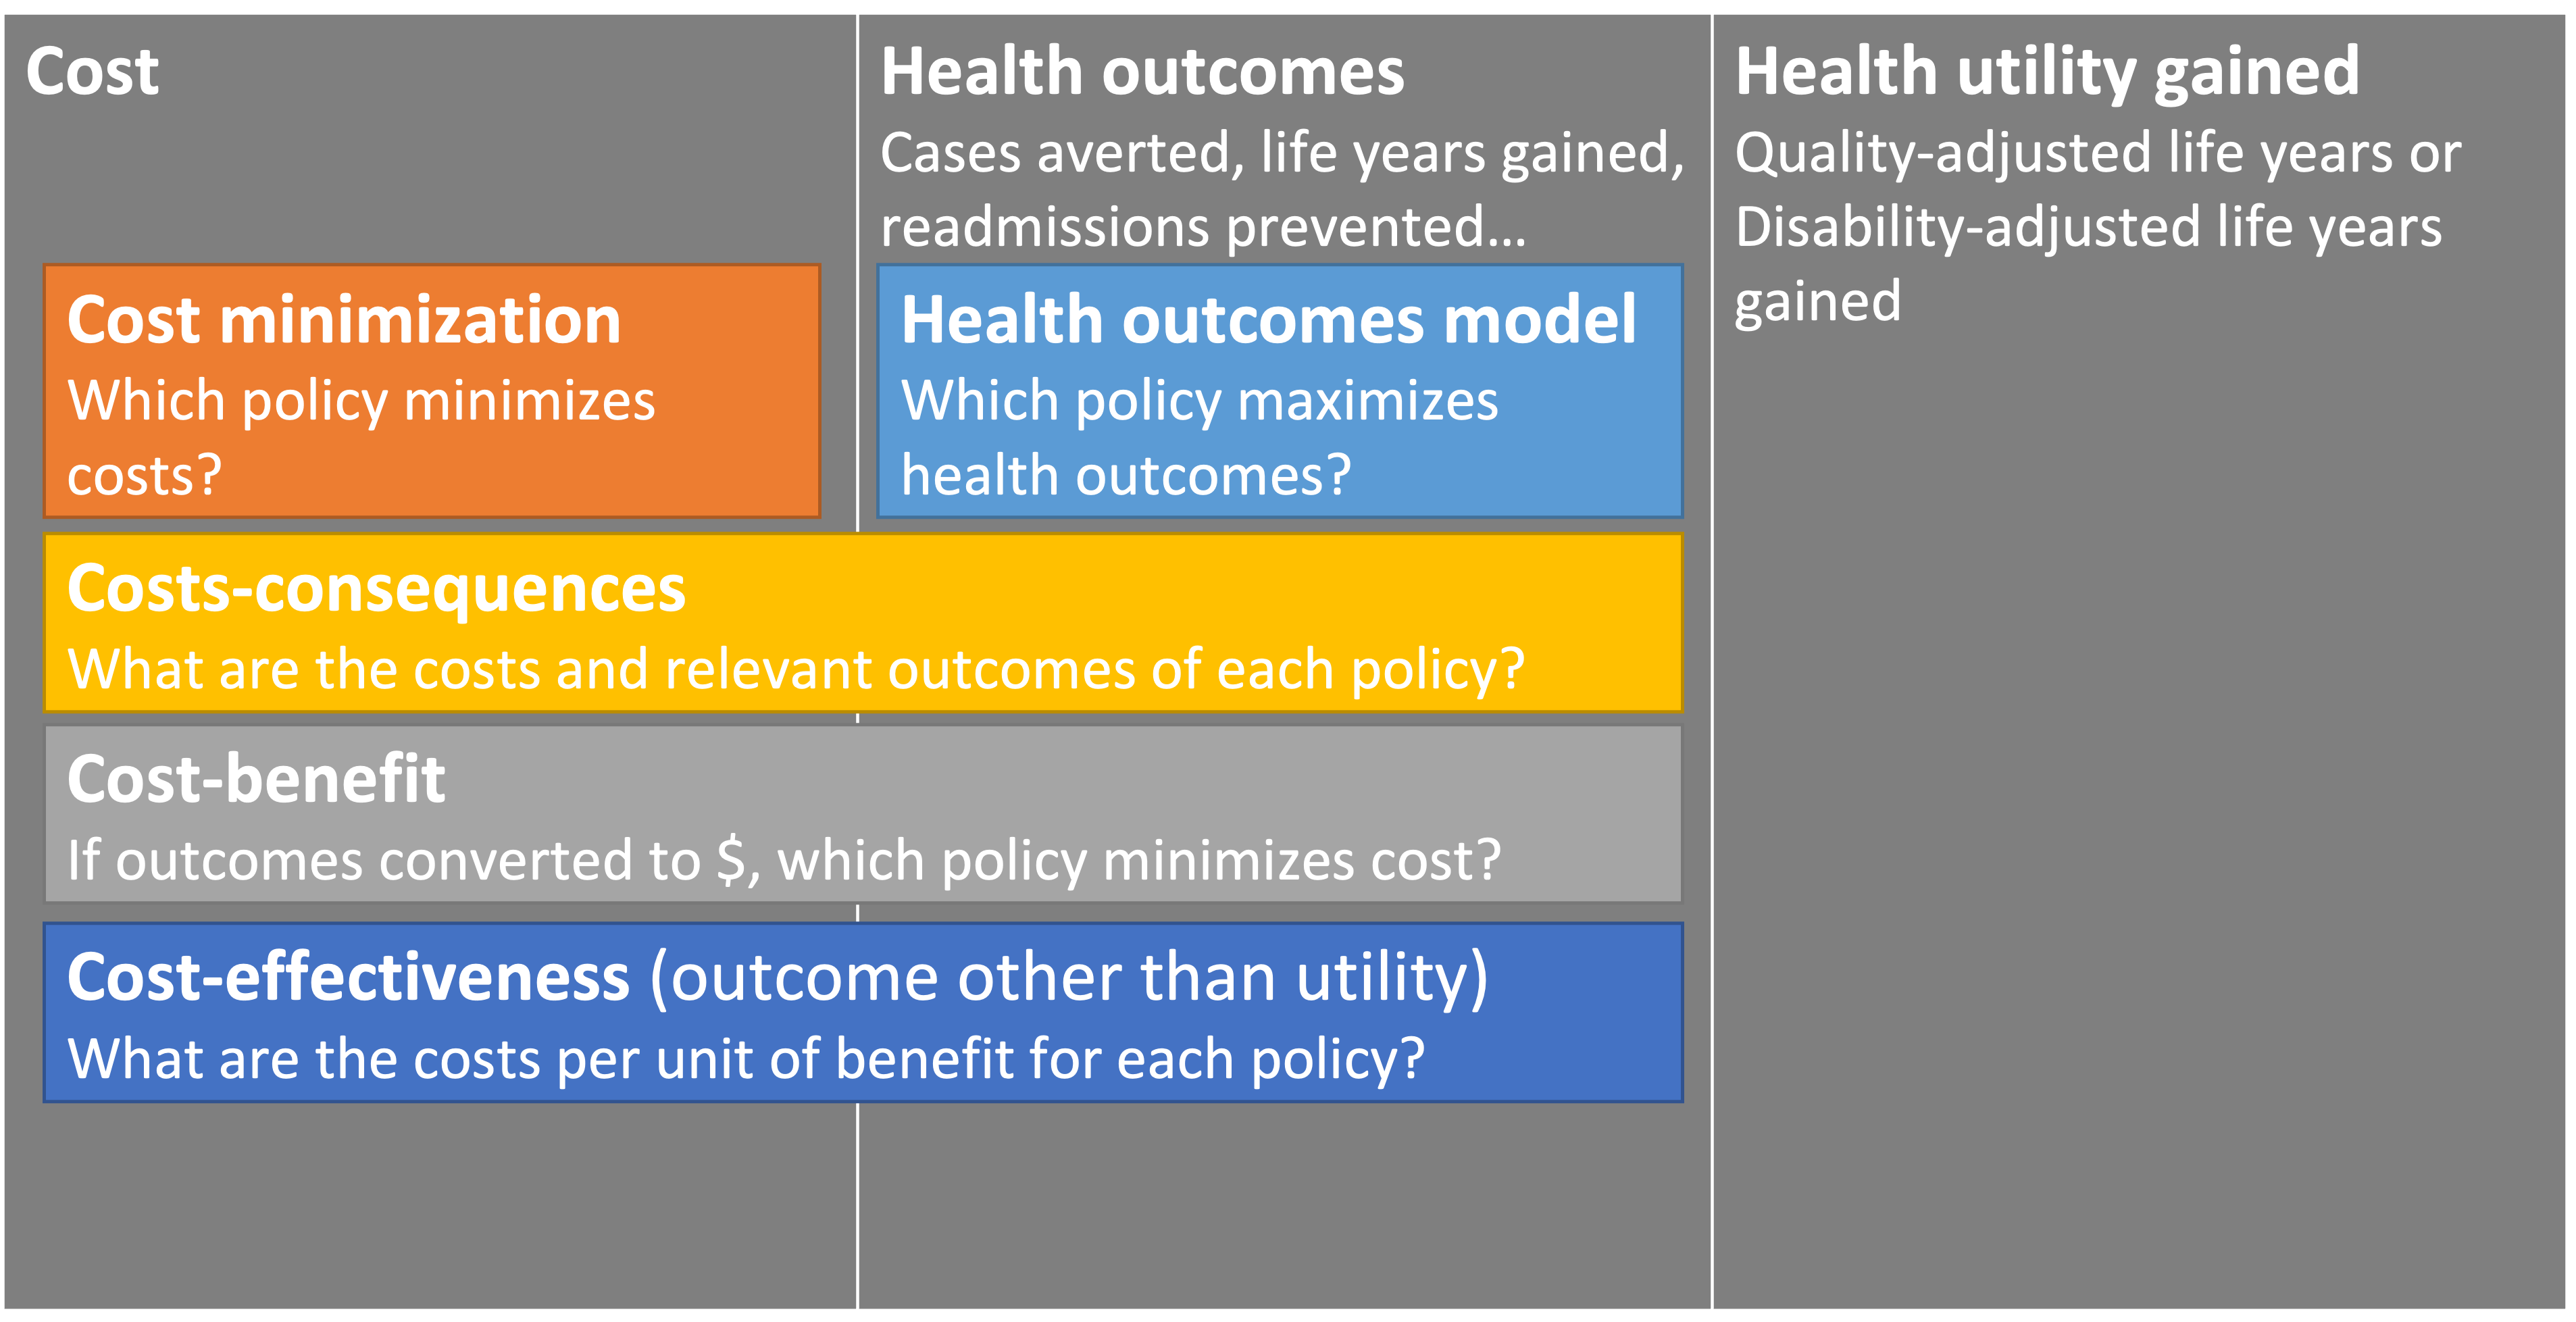 Cost
Health outcomes
Cases averted, life years gained,
readmissions prevented…
Health utility gained
Quality-adjusted life years or
Disability-adjusted life years
gained
Cost minimization
Which policy minimizes
costs?
Health outcomes model
Which policy maximizes
health outcomes?
Costs-consequences
What are the costs and relevant outcomes of each policy?
Cost-benefit
If outcomes converted to $, which policy minimizes cost?
Cost-effectiveness (outcome other than utility)
What are the costs per unit of benefit for each policy?